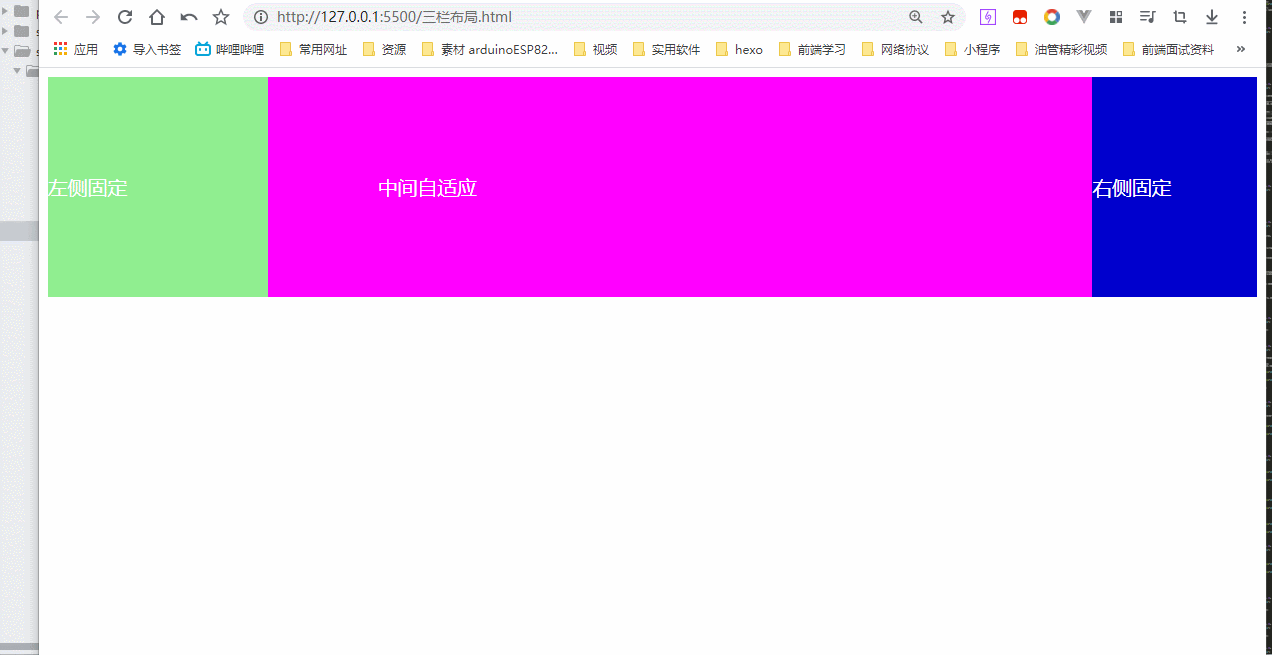 http://127.0.0.1:5500/三栏布局.html
应用 导入书签 哔哩哔哩 常用网址 资源 素材 arduinoESP82... 视频 实用软件 hexo 前端学习 网络协议 小程序 油管精彩视频 前端面试资料 »
左侧固定 中间自适应 右侧固定